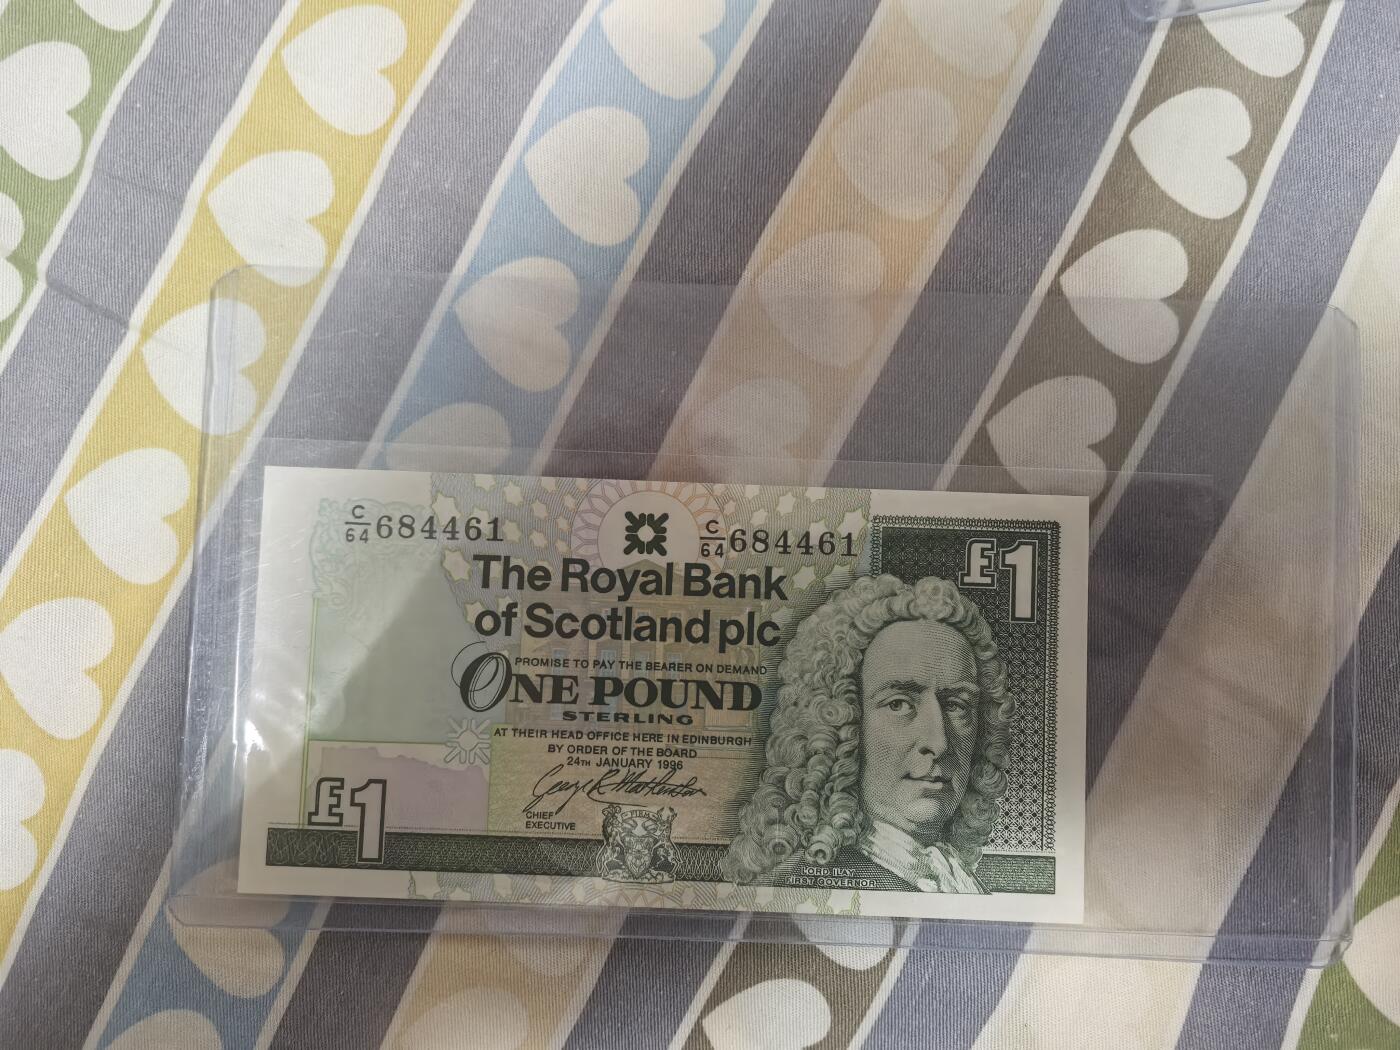 C/64 684461
C/64 684461
£1
The Royal Bank
of Scotland plc
PROMISE TO PAY THE BEARER ON DEMAND
ONE POUND
STERLING
AT THEIR HEAD OFFICE HERE IN EDINBURGH
BY ORDER OF THE BOARD
24TH JANUARY 1996
£1
CHIEF
EXECUTIVE
LORD ILAY
FIRST GOVERNOR